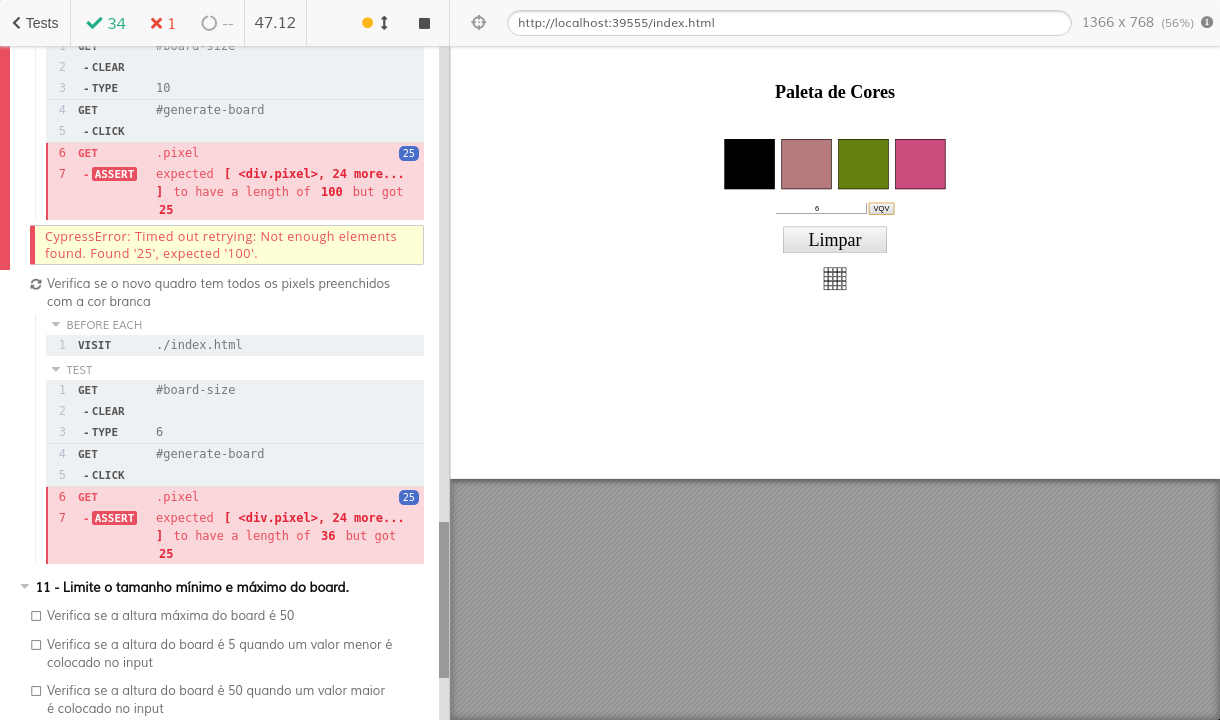 Tests
34
1
--
47.12
http://localhost:39555/index.html
1366 x 768 (56%)
1 GET #board-size
2 - CLEAR
3 - TYPE 10
4 GET #generate-board
5 - CLICK
6 GET .pixel 25
7 - ASSERT expected [ <div.pixel>, 24 more...
] to have a length of 100 but got
25
CypressError: Timed out retrying: Not enough elements
found. Found '25', expected '100'.
Verifica se o novo quadro tem todos os pixels preenchidos
com a cor branca
BEFORE EACH
1 VISIT ./index.html
TEST
1 GET #board-size
2 - CLEAR
3 - TYPE 6
4 GET #generate-board
5 - CLICK
6 GET .pixel 25
7 - ASSERT expected [ <div.pixel>, 24 more...
] to have a length of 36 but got
25
11 - Limite o tamanho mínimo e máximo do board.
Verifica se a altura máxima do board é 50
Verifica se a altura do board é 5 quando um valor menor é
colocado no input
Verifica se a altura do board é 50 quando um valor maior
é colocado no input
Paleta de Cores
6
VQV
Limpar